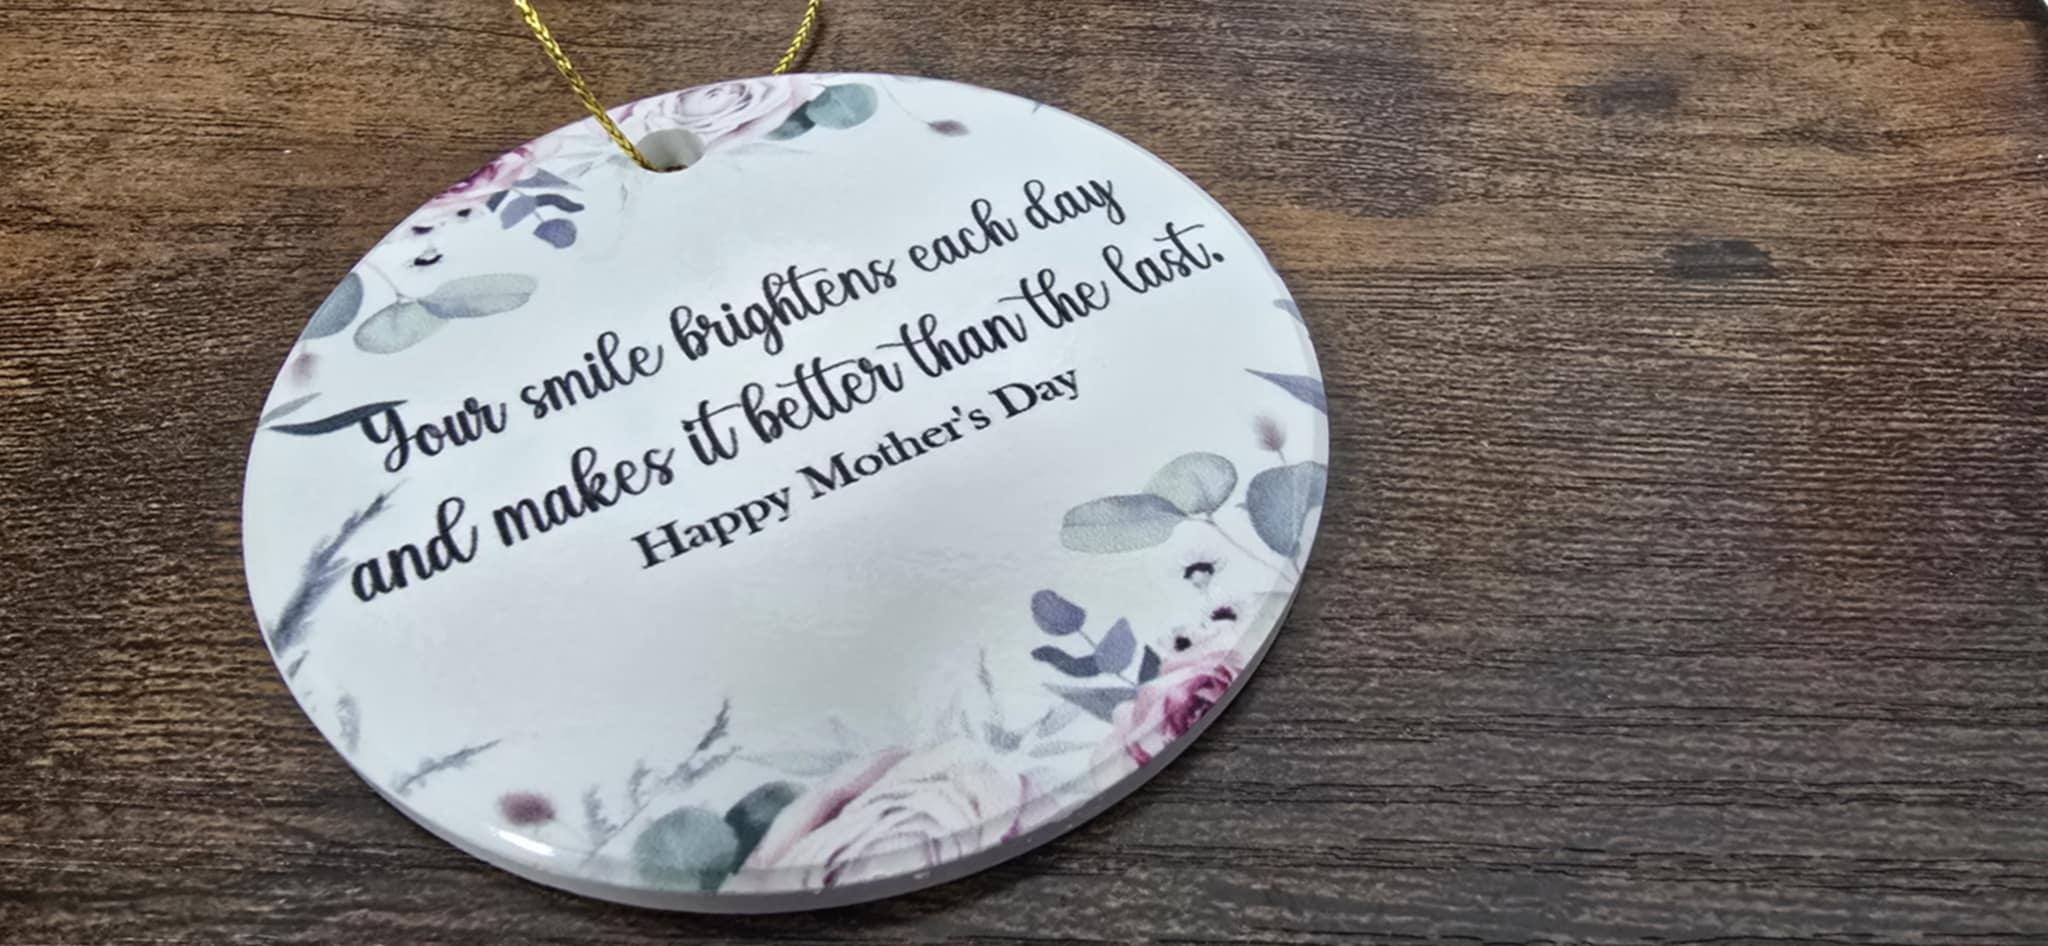 Your smile brightens each day
and makes it better than the last.
Happy Mother's Day